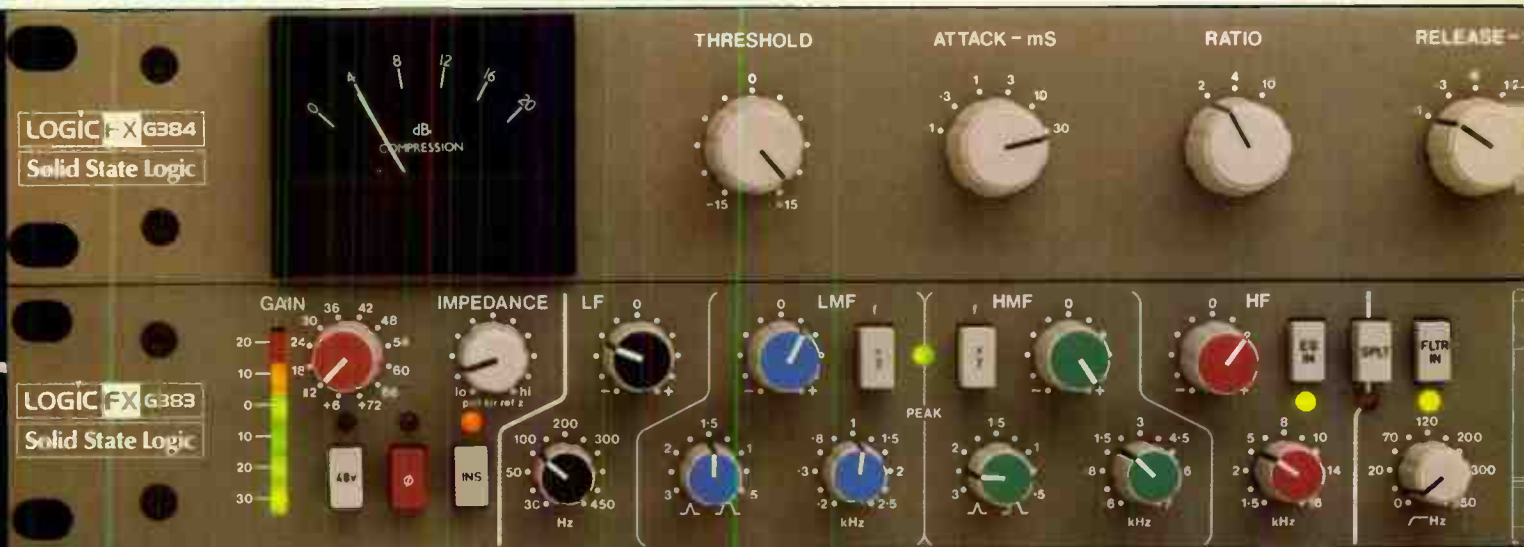 THRESHOLD ATTACK – mS RATIO RELEASE –
0 4 8 12 16 20
dB
COMPRESSION
0
-15 +15
·1 ·3 1 3 10 30
2 4 10
·1 ·3
LOGIC FX G384
Solid State Logic
GAIN IMPEDANCE LF LMF HMF HF
20
10
0
10
20
30
36 42
30 48
24
18 60
+6 +72
lo hi
0
- +
0
- +
0
- +
0
- +
EQ
IN
SPLT
FLTR
IN
LOGIC FX G383
Solid State Logic
48v
ø
INS
PEAK
200
100 300
50
30 450
Hz
1·5
2 1
3 ·5
1
·8 1·5
·3 2
·2 2·5
kHz
1·5
2 1
3 ·5
3
1·5 4·5
·8 6
·6
kHz
8
5 10
2 14
1·5 16
kHz
120
70 200
20 300
0
Hz